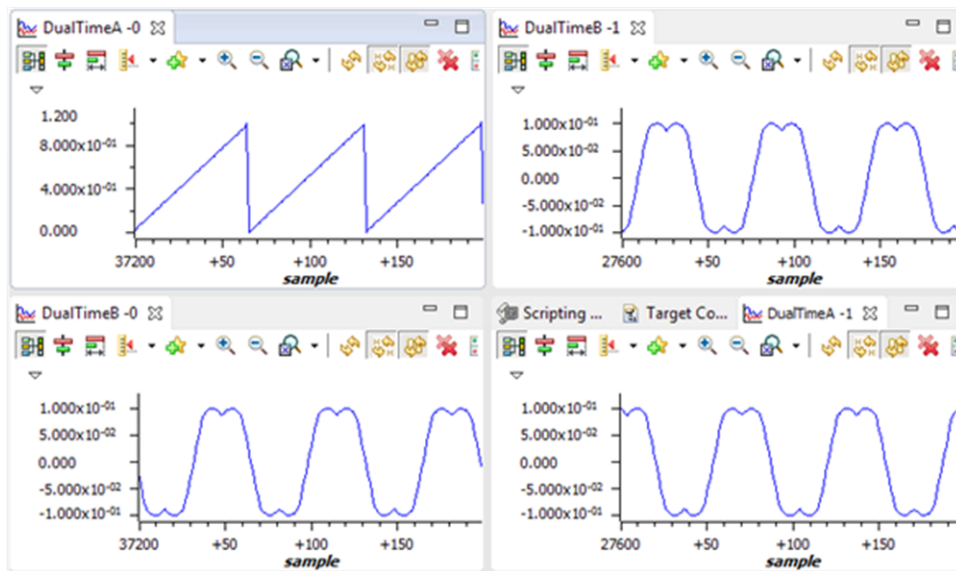 DualTimeA -0
1.200
8.000x10⁻⁰¹
4.000x10⁻⁰¹
0.000
37200 +50 +100 +150
sample
DualTimeB -1
1.000x10⁻⁰¹
5.000x10⁻⁰²
0.000
-5.000x10⁻⁰²
-1.000x10⁻⁰¹
27600 +50 +100 +150
sample
DualTimeB -0
1.000x10⁻⁰¹
5.000x10⁻⁰²
0.000
-5.000x10⁻⁰²
-1.000x10⁻⁰¹
37200 +50 +100 +150
sample
Scripting ... Target Co... DualTimeA -1
1.000x10⁻⁰¹
5.000x10⁻⁰²
0.000
-5.000x10⁻⁰²
-1.000x10⁻⁰¹
27600 +50 +100 +150
sample